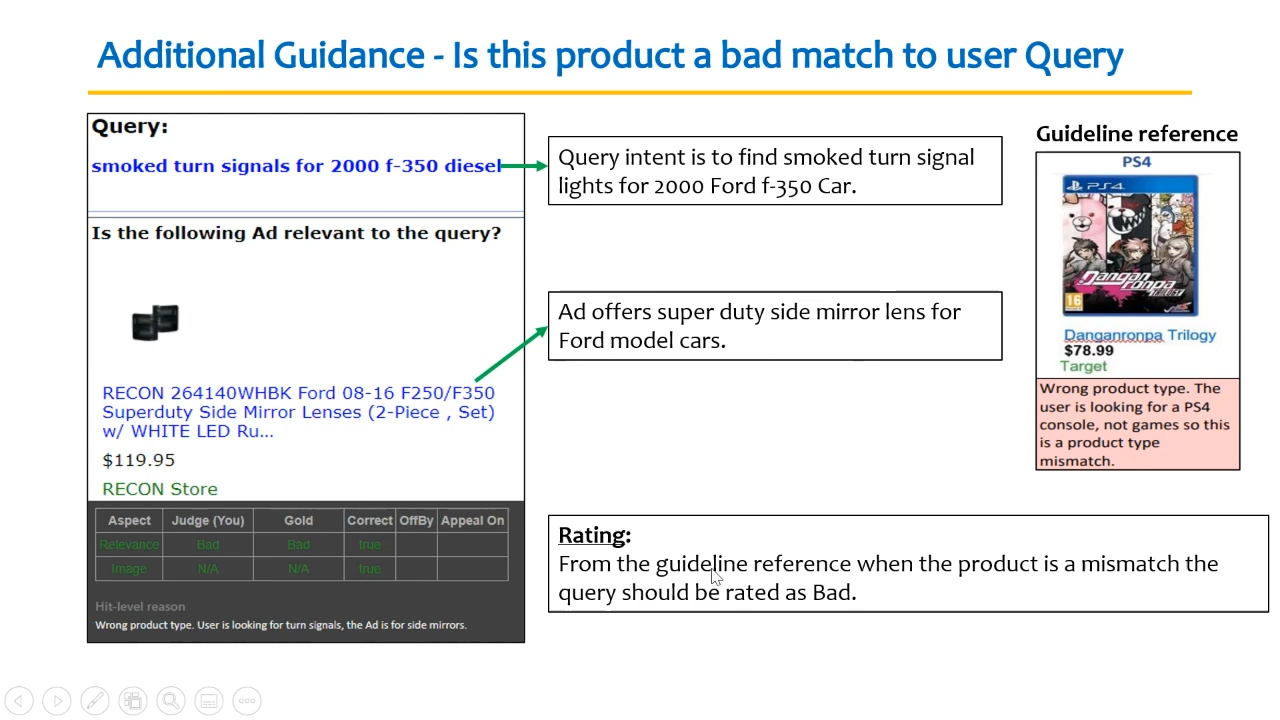 Additional Guidance - Is this product a bad match to user Query
Query:
smoked turn signals for 2000 f-350 diesel
Is the following Ad relevant to the query?
RECON 264140WHBK Ford 08-16 F250/F350
Superduty Side Mirror Lenses (2-Piece , Set)
w/ WHITE LED Ru...
$119.95
RECON Store
Aspect Judge (You) Gold Correct OffBy Appeal On
Relevance Bad Bad true
Image N/A N/A true
Hit-level reason
Wrong product type. User is looking for turn signals, the Ad is for side mirrors.
Query intent is to find smoked turn signal
lights for 2000 Ford f-350 Car.
Ad offers super duty side mirror lens for
Ford model cars.
Rating:
From the guideline reference when the product is a mismatch the
query should be rated as Bad.
Guideline reference
PS4
PS4
Danganronpa
16
Danganronpa Trilogy
$78.99
Target
Wrong product type. The
user is looking for a PS4
console, not games so this
is a product type
mismatch.